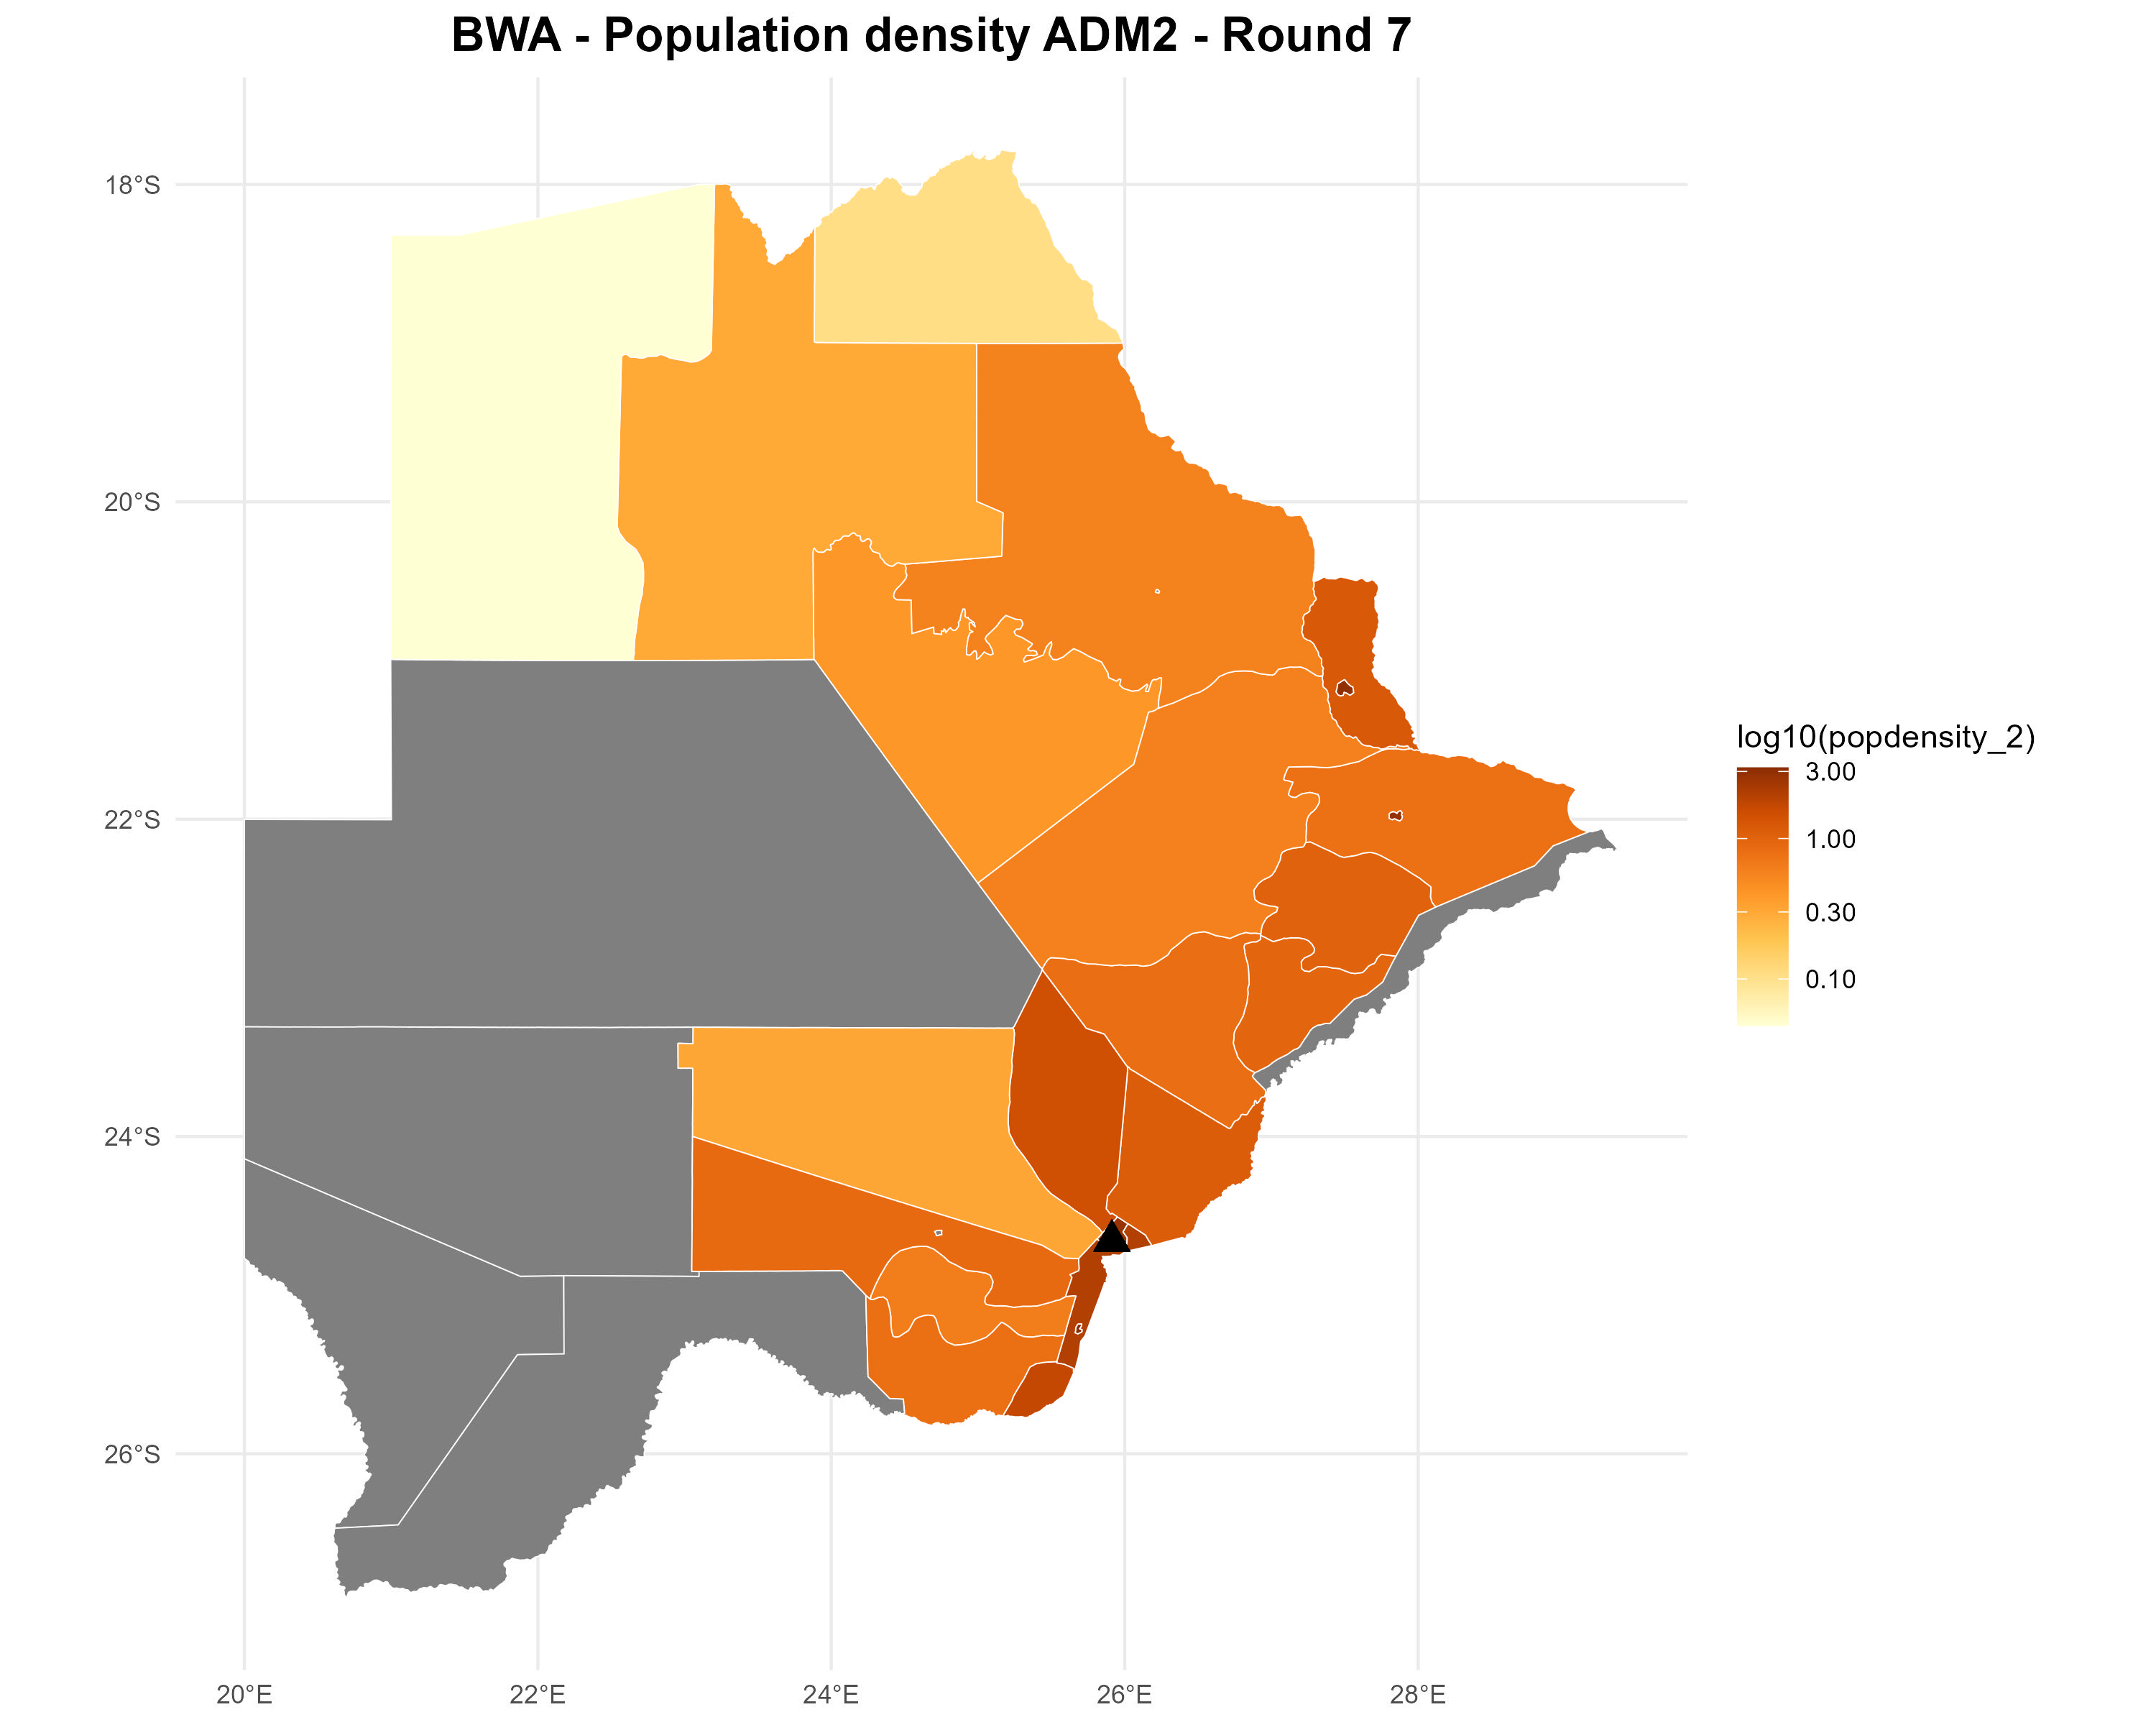 BWA - Population density ADM2 - Round 7
18°S
20°S
22°S
24°S
26°S
20°E
22°E
24°E
26°E
28°E
log10(popdensity_2)
3.00
1.00
0.30
0.10